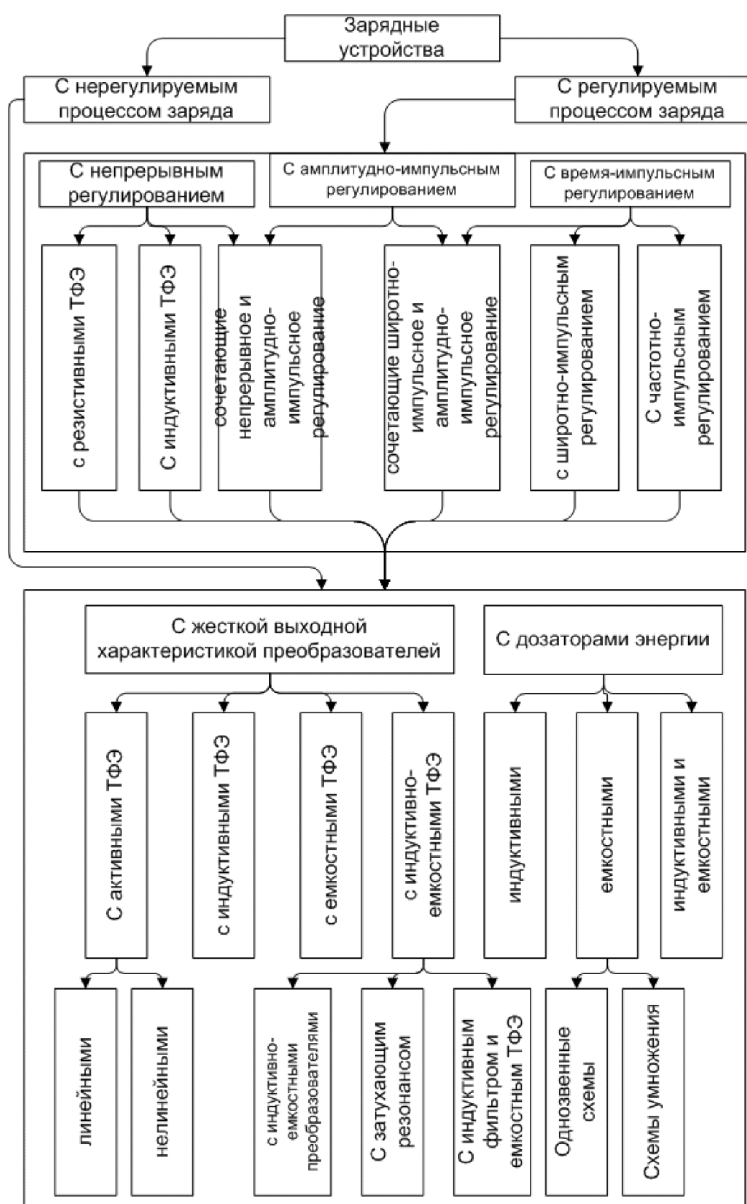 Зарядные
устройства
С нерегулируемым
процессом заряда
С регулируемым
процессом заряда
С непрерывным
регулированием
С амплитудно-импульсным
регулированием
С время-импульсным
регулированием
с резистивными ТФЭ
С индуктивными ТФЭ
сочетающие
непрерывное и
амплитудно-
импульсное
регулирование
сочетающие широтно-
импульсное и
амплитудно-
импульсное
регулирование
с широтно-импульсным
регулированием
С частотно-
импульсным
регулированием
С жесткой выходной
характеристикой преобразователей
С дозаторами энергии
С активными ТФЭ
с индуктивными ТФЭ
с емкостными ТФЭ
с индуктивно-
емкостными ТФЭ
индуктивными
емкостными
индуктивными и
емкостными
линейными
нелинейными
с индуктивно-
емкостными
преобразователями
С затухающим
резонансом
С индуктивным
фильтром и
емкостным ТФЭ
Однозвенные
схемы
Схемы умножения